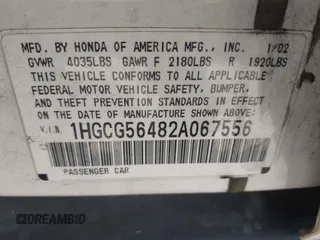 MFD. BY HONDA OF AMERICA MFG., INC. 1/02
GVWR 4035LBS GAWR F 2180LBS R 1920LBS
THIS VEHICLE CONFORMS TO ALL APPLICABLE
FEDERAL MOTOR VEHICLE SAFETY, BUMPER,
AND THEFT PREVENTION STANDARDS IN EFFECT
ON THE DATE OF MANUFACTURE SHOWN ABOVE.
V.I.N. 1HGCG56482A067556
PASSENGER CAR
DREAMBID